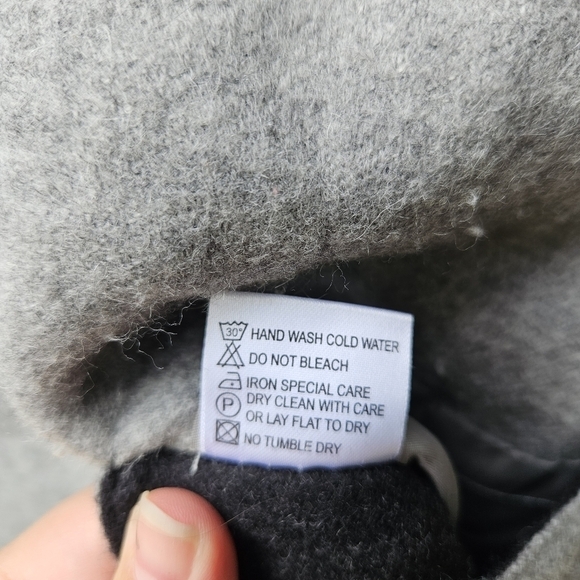 30° HAND WASH COLD WATER
DO NOT BLEACH
IRON SPECIAL CARE
P DRY CLEAN WITH CARE
OR LAY FLAT TO DRY
NO TUMBLE DRY